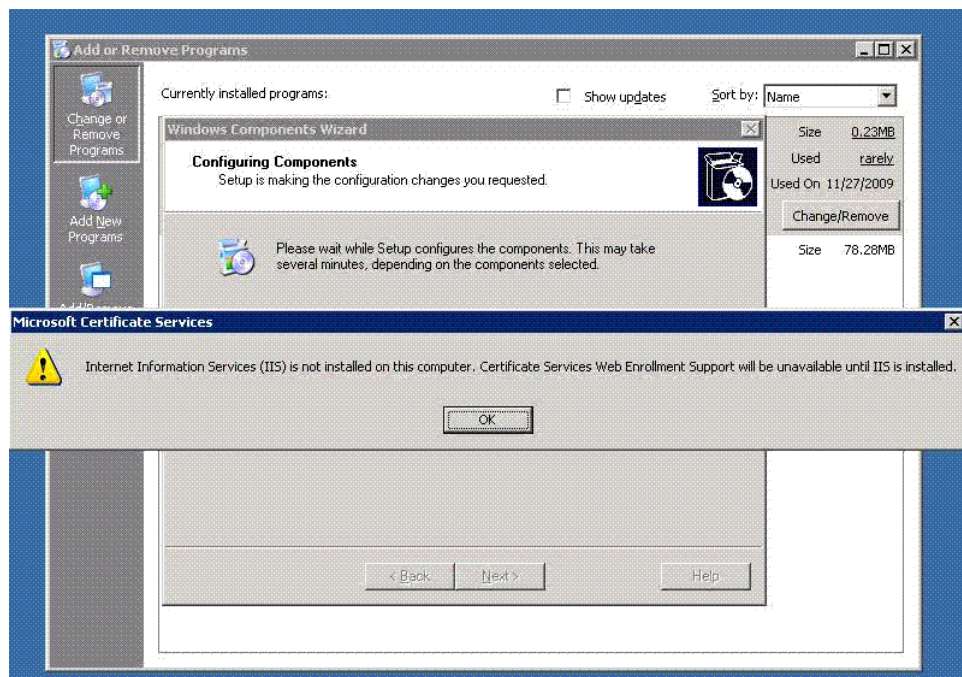 Add or Remove Programs
Change or
Remove
Programs
Add New
Programs
Currently installed programs:
Show updates
Sort by:
Name
Windows Components Wizard
Configuring Components
Setup is making the configuration changes you requested.
Please wait while Setup configures the components. This may take
several minutes, depending on the components selected.
Size 0.23MB
Used rarely
Used On 11/27/2009
Change/Remove
Size 78.28MB
Microsoft Certificate Services
Internet Information Services (IIS) is not installed on this computer. Certificate Services Web Enrollment Support will be unavailable until IIS is installed.
OK
< Back
Next >
Help